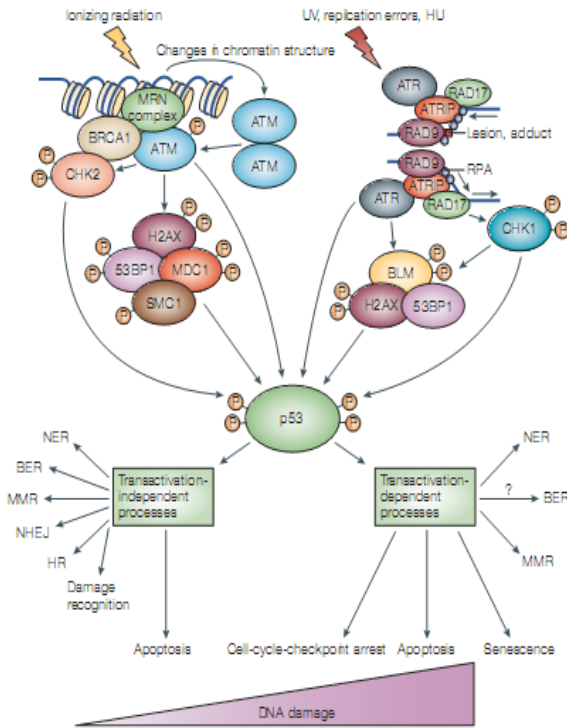 Ionizing radiation
UV, replication errors, HU
Changes in chromatin structure
MRN
complex
BRCA1
ATM
P
CHK2
P
P
ATM
ATM
ATR
RAD17
ATRIP
RAD9
Lesion, adduct
RAD9
RPA
ATRIP
ATR
RAD17
CHK1
P
P
H2AX
P
P
53BP1
MDC1
P
P
P
P
SMC1
P
P
BLM
P
H2AX
53BP1
P
P
p53
P
P
P
P
NER
BER
MMR
NHEJ
HR
Damage
recognition
Transactivation-
independent
processes
Transactivation-
dependent
processes
NER
?
BER
MMR
Apoptosis
Cell-cycle-checkpoint arrest
Apoptosis
Senescence
DNA damage